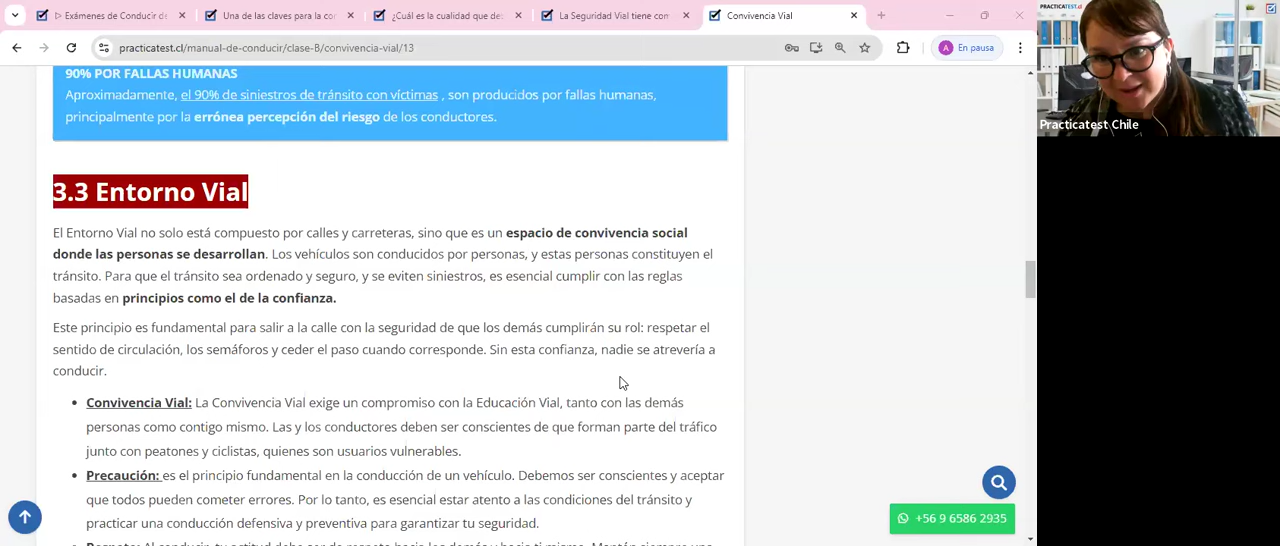 Exámenes de Conducir de
Una de las claves para la con
¿Cuál es la cualidad que deb
La Seguridad Vial tiene com
Convivencia Vial
practicatest.cl/manual-de-conducir/clase-B/convivencia-vial/13
A
En pausa
PRACTICATEST.cl
Practicatest Chile
90% POR FALLAS HUMANAS
Aproximadamente, el 90% de siniestros de tránsito con víctimas , son producidos por fallas humanas,
principalmente por la errónea percepción del riesgo de los conductores.
3.3 Entorno Vial
El Entorno Vial no solo está compuesto por calles y carreteras, sino que es un espacio de convivencia social
donde las personas se desarrollan. Los vehículos son conducidos por personas, y estas personas constituyen el
tránsito. Para que el tránsito sea ordenado y seguro, y se eviten siniestros, es esencial cumplir con las reglas
basadas en principios como el de la confianza.
Este principio es fundamental para salir a la calle con la seguridad de que los demás cumplirán su rol: respetar el
sentido de circulación, los semáforos y ceder el paso cuando corresponde. Sin esta confianza, nadie se atrevería a
conducir.
Convivencia Vial: La Convivencia Vial exige un compromiso con la Educación Vial, tanto con las demás
personas como contigo mismo. Las y los conductores deben ser conscientes de que forman parte del tráfico
junto con peatones y ciclistas, quienes son usuarios vulnerables.
Precaución: es el principio fundamental en la conducción de un vehículo. Debemos ser conscientes y aceptar
que todos pueden cometer errores. Por lo tanto, es esencial estar atento a las condiciones del tránsito y
practicar una conducción defensiva y preventiva para garantizar tu seguridad.
+56 9 6586 2935